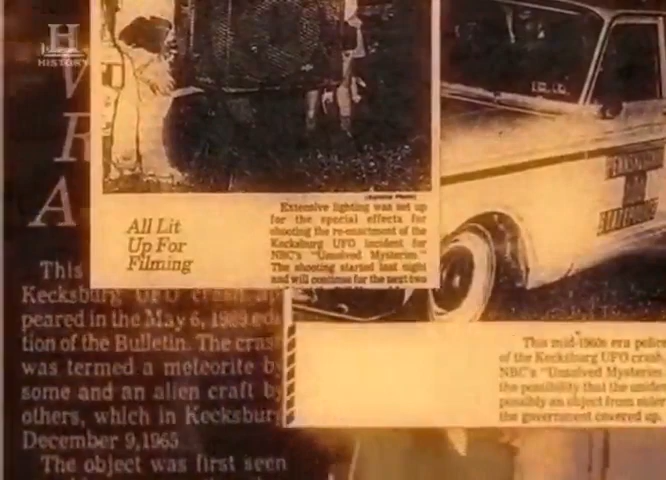 H
HISTORY
R
A
All Lit
Up For
Filming
Extensive lighting was set up
for the special effects for
shooting the re-enactment of the
Kecksburg UFO incident for
NBC's "Unsolved Mysteries."
The shooting started last night
and will continue for the next two
This
Kecksburg UFO crash ap
peared in the May 6, 1989 edi
tion of the Bulletin. The crash
was termed a meteorite by
some and an alien craft by
others, which in Kecksburg
December 9, 1965
The object was first seen
PENNSYLVANIA
STATE POLICE
This mid-1960s era police
of the Kecksburg UFO crash,
NBC's "Unsolved Mysteries
the possibility that the
possibly an object from
the government covered up.